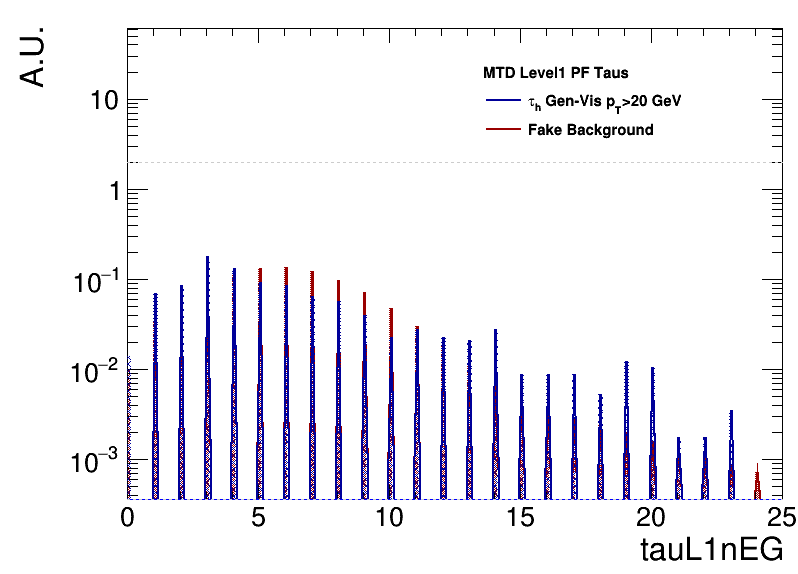 A.U.
MTD Level1 PF Taus
τh Gen-Vis pT>20 GeV
Fake Background
10
1
10−1
10−2
10−3
0 5 10 15 20 25
tauL1nEG